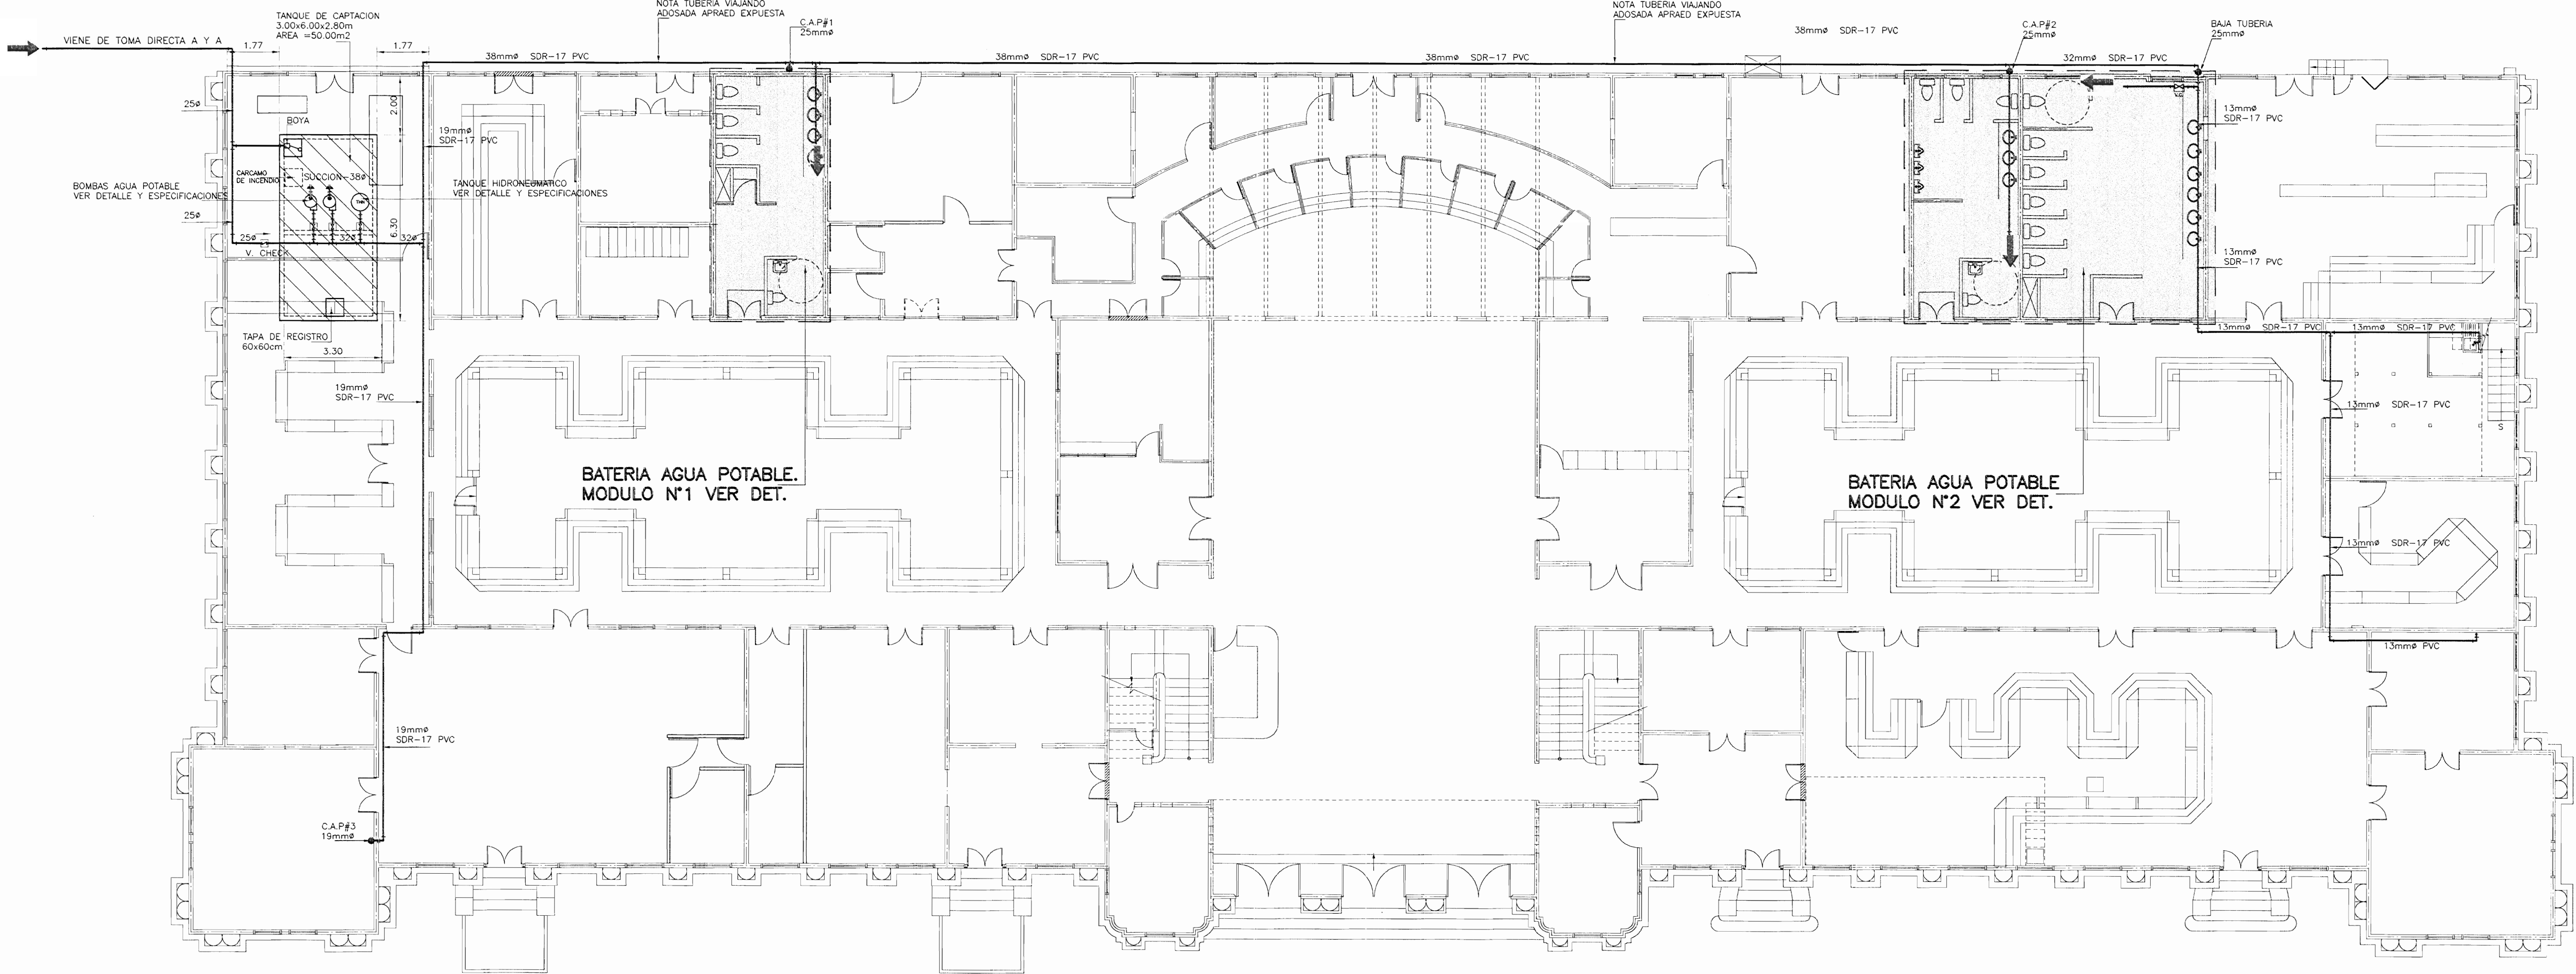 NOTA TUBERIA VIAJANDO
ADOSADA APRAED EXPUESTA
NOTA TUBERIA VIAJANDO
ADOSADA APRAED EXPUESTA
TANQUE DE CAPTACION
3.00x6.00x2.80m
AREA =50.00m2
C.A.P#1
25mmø
C.A.P#2
25mmø
BAJA TUBERIA
25mmø
VIENE DE TOMA DIRECTA A Y A
1.77
1.77
38mmø SDR-17 PVC
38mmø SDR-17 PVC
38mmø SDR-17 PVC
38mmø SDR-17 PVC
32mmø SDR-17 PVC
25ø
2.00
BOYA
19mmø
SDR-17 PVC
13mmø
SDR-17 PVC
CARCAMO
DE INCENDIO
SUCCION-38ø
BOMBAS AGUA POTABLE
VER DETALLE Y ESPECIFICACIONES
TANQUE HIDRONEUMATICO
VER DETALLE Y ESPECIFICACIONES
THN
25ø
6.30
25ø
32ø
32ø
V. CHECK
13mmø
SDR-17 PVC
TAPA DE REGISTRO
60x60cm
3.30
13mmø SDR-17 PVC
13mmø SDR-17 PVC
19mmø
SDR-17 PVC
13mmø SDR-17 PVC
S
BATERIA AGUA POTABLE.
MODULO N°1 VER DET.
BATERIA AGUA POTABLE
MODULO N°2 VER DET.
13mmø SDR-17 PVC
13mmø PVC
19mmø
SDR-17 PVC
C.A.P#3
19mmø